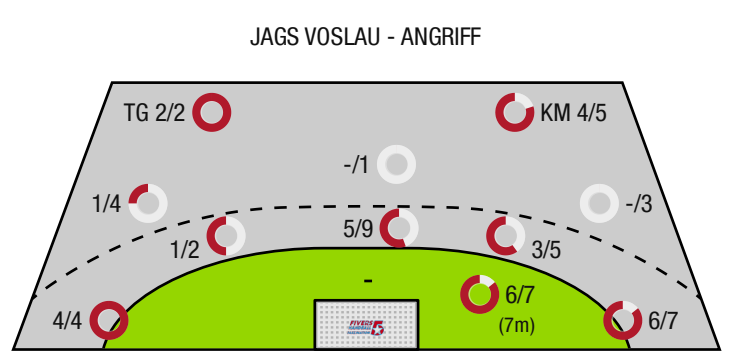 JAGS VOSLAU - ANGRIFF
TG 2/2
KM 4/5
-/1
1/4
-/3
1/2
5/9
3/5
-
6/7
(7m)
4/4
FIVERS
6/7